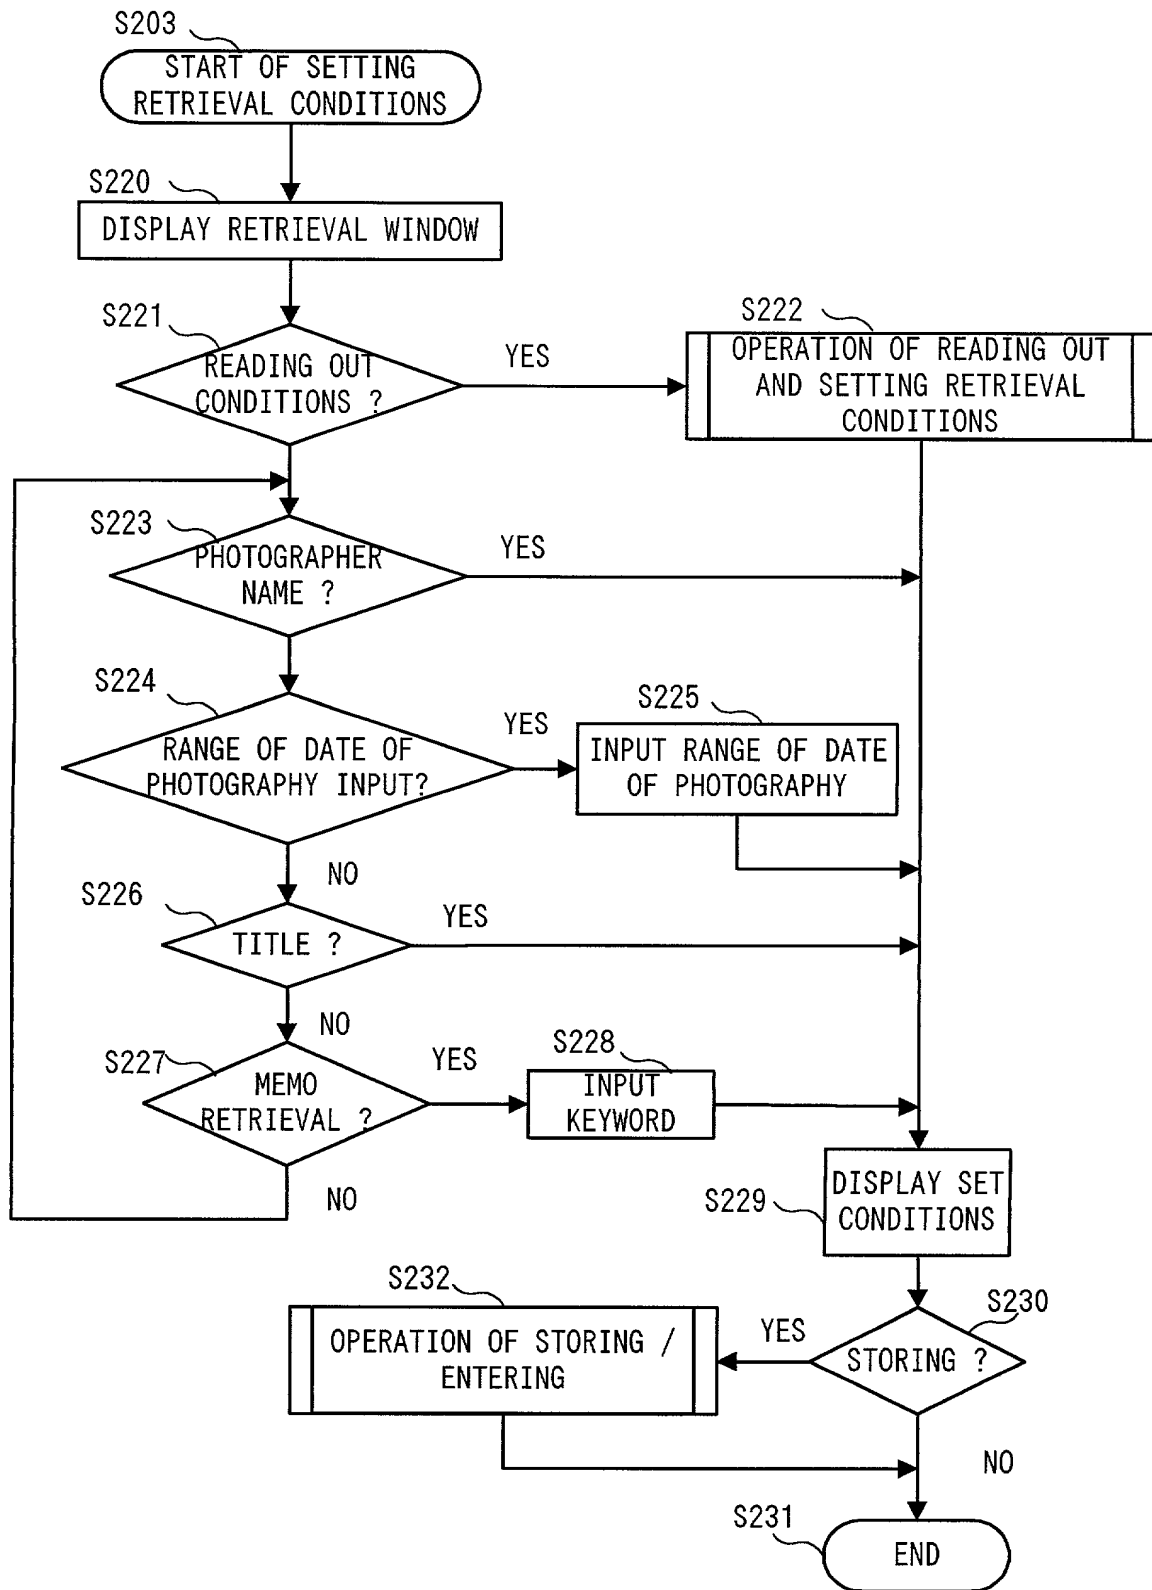 S203
START OF SETTING
RETRIEVAL CONDITIONS
S220
DISPLAY RETRIEVAL WINDOW
S221
READING OUT
CONDITIONS ?
YES
S222
OPERATION OF READING OUT
AND SETTING RETRIEVAL
CONDITIONS
S223
PHOTOGRAPHER
NAME ?
YES
S224
RANGE OF DATE OF
PHOTOGRAPHY INPUT?
YES
S225
INPUT RANGE OF DATE
OF PHOTOGRAPHY
NO
S226
TITLE ?
YES
NO
S227
MEMO
RETRIEVAL ?
YES
S228
INPUT
KEYWORD
NO
S229
DISPLAY SET
CONDITIONS
S230
STORING ?
YES
S232
OPERATION OF STORING /
ENTERING
NO
S231
END